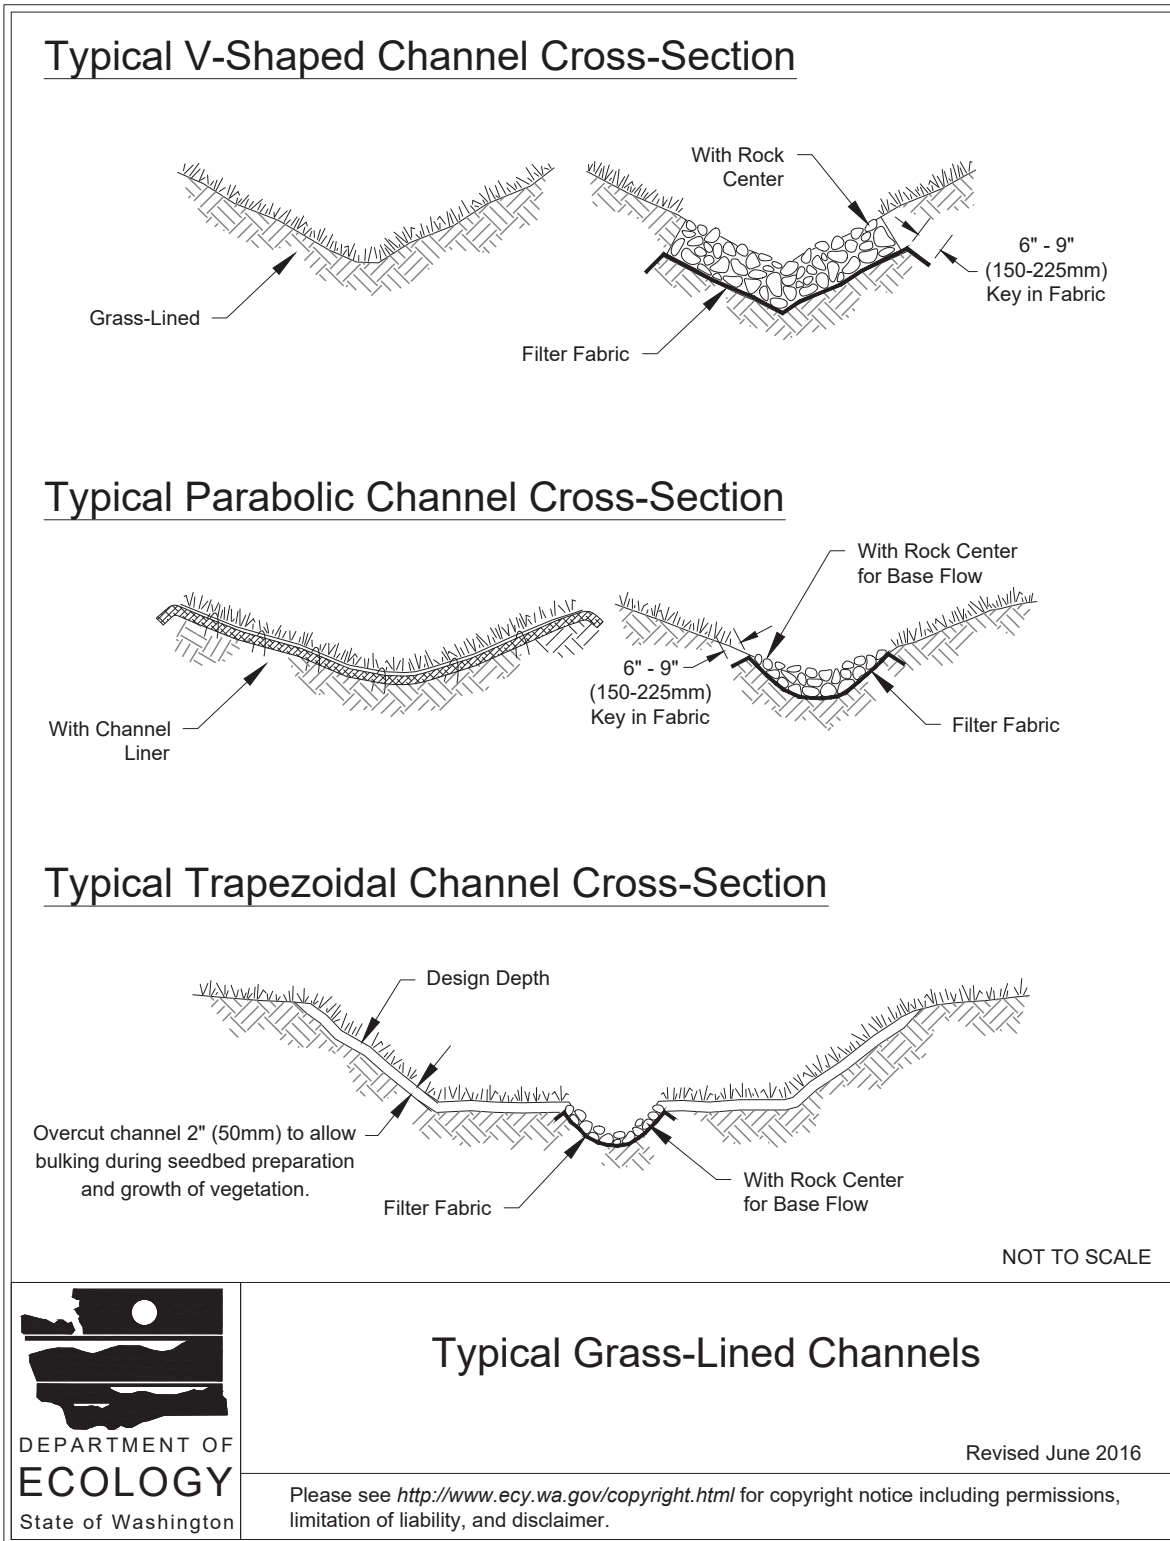 Typical V-Shaped Channel Cross-Section
With Rock
Center
6" - 9"
(150-225mm)
Key in Fabric
Grass-Lined
Filter Fabric
Typical Parabolic Channel Cross-Section
With Rock Center
for Base Flow
6" - 9"
(150-225mm)
Key in Fabric
With Channel
Liner
Filter Fabric
Typical Trapezoidal Channel Cross-Section
Design Depth
Overcut channel 2" (50mm) to allow
bulking during seedbed preparation
and growth of vegetation.
Filter Fabric
With Rock Center
for Base Flow
NOT TO SCALE
DEPARTMENT OF
ECOLOGY
State of Washington
Typical Grass-Lined Channels
Revised June 2016
Please see http://www.ecy.wa.gov/copyright.html for copyright notice including permissions,
limitation of liability, and disclaimer.